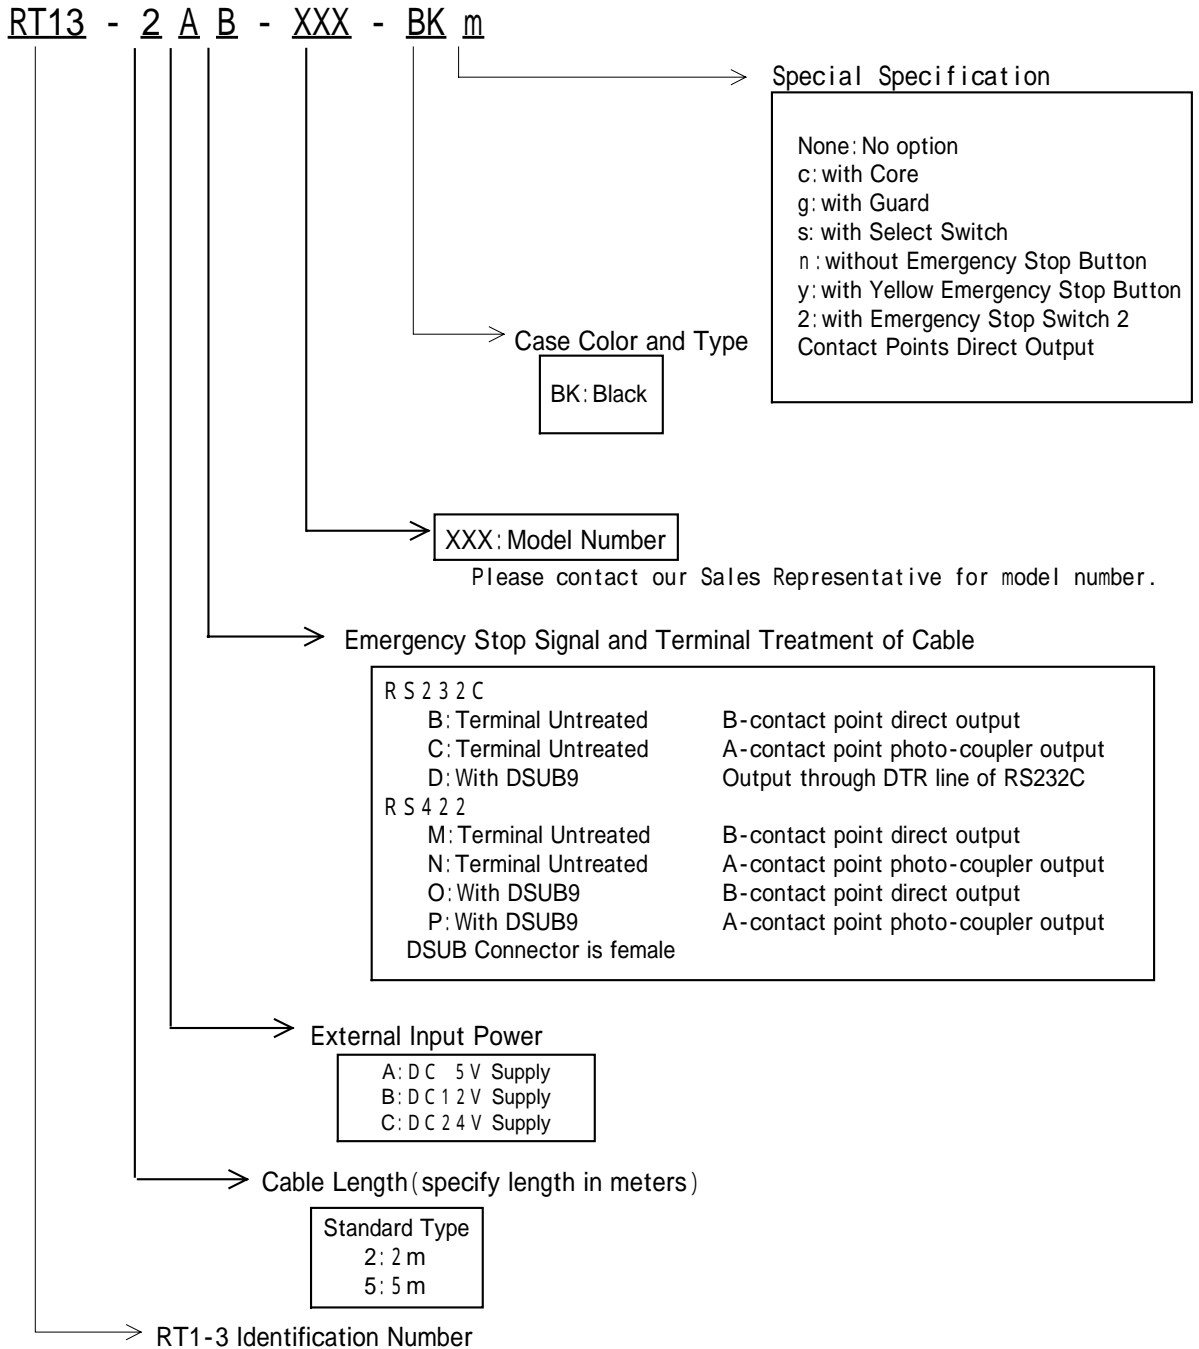 RT13 - 2 A B - XXX - BK m
Special Specification
None:No option
c:with Core
g:with Guard
s:with Select Switch
n:without Emergency Stop Button
y:with Yellow Emergency Stop Button
2:with Emergency Stop Switch 2
Contact Points Direct Output
Case Color and Type
BK:Black
XXX:Model Number
Please contact our Sales Representative for model number.
Emergency Stop Signal and Terminal Treatment of Cable
RS232C
B:Terminal Untreated B-contact point direct output
C:Terminal Untreated A-contact point photo-coupler output
D:With DSUB9 Output through DTR line of RS232C
RS422
M:Terminal Untreated B-contact point direct output
N:Terminal Untreated A-contact point photo-coupler output
O:With DSUB9 B-contact point direct output
P:With DSUB9 A-contact point photo-coupler output
DSUB Connector is female
External Input Power
A:DC 5V Supply
B:DC12V Supply
C:DC24V Supply
Cable Length(specify length in meters)
Standard Type
2:2m
5:5m
RT1-3 Identification Number